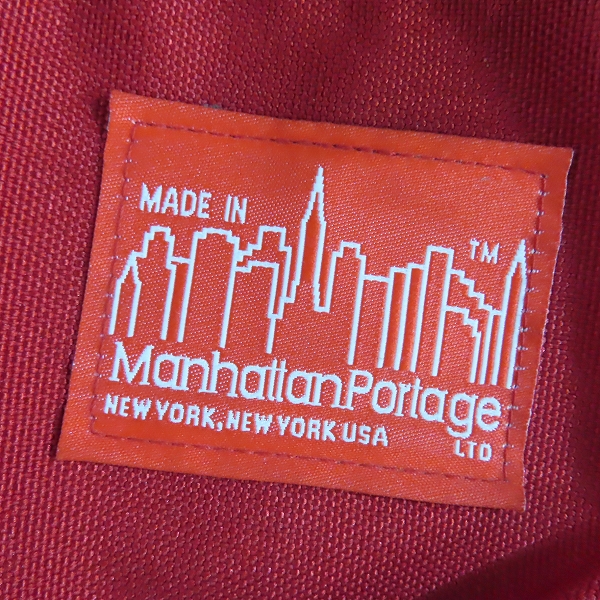 MADE IN
TM
ManhattanPortage
LTD
NEW YORK, NEW YORK USA